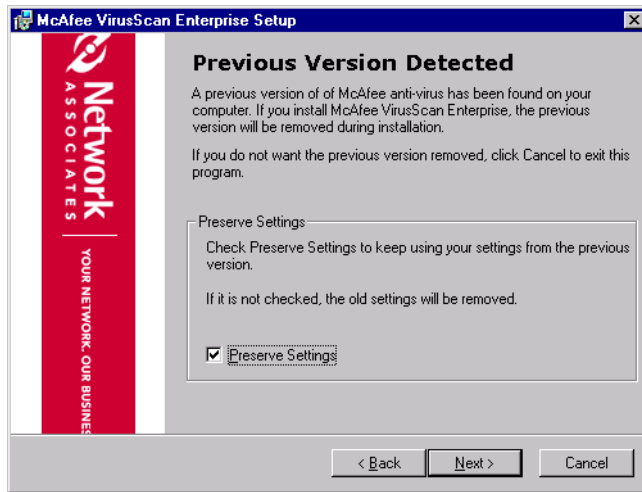 McAfee VirusScan Enterprise Setup
Network
ASSOCIATES
YOUR NETWORK. OUR BUSINES
Previous Version Detected
A previous version of of McAfee anti-virus has been found on your
computer. If you install McAfee VirusScan Enterprise, the previous
version will be removed during installation.
If you do not want the previous version removed, click Cancel to exit this
program.
Preserve Settings
Check Preserve Settings to keep using your settings from the previous
version.
If it is not checked, the old settings will be removed.
Preserve Settings
< Back
Next >
Cancel